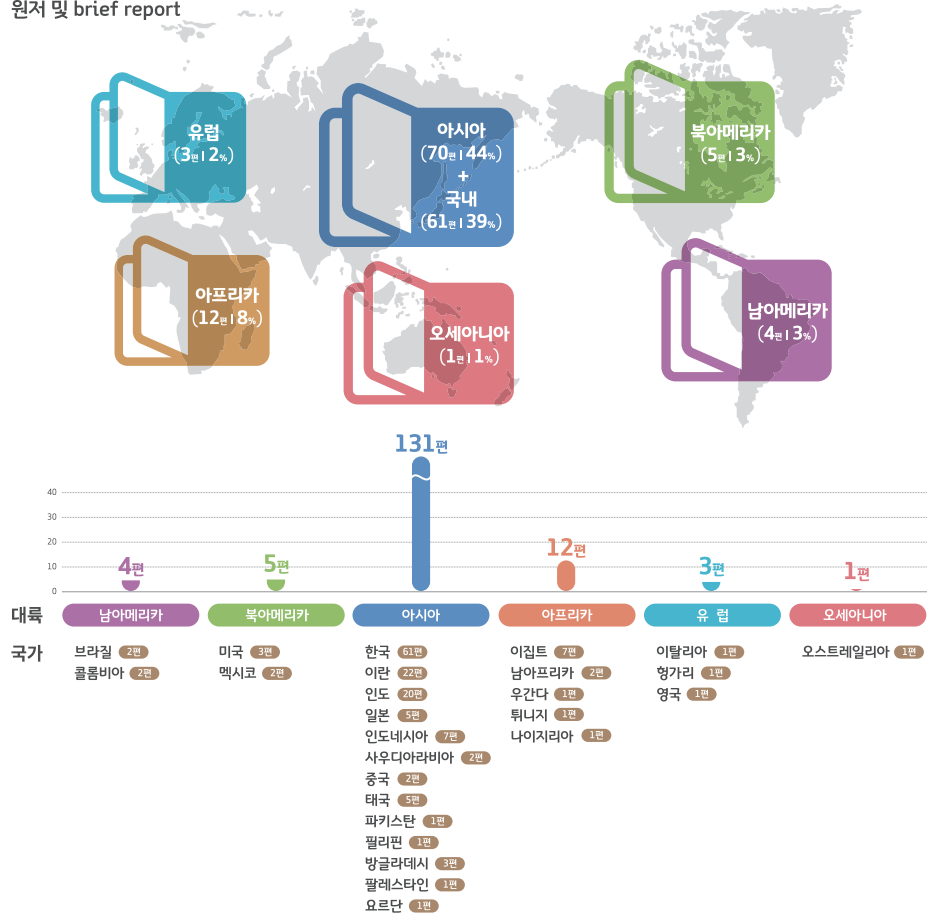 원저 및 brief report
유럽
(3편 I 2%)
아시아
(70편 I 44%)
+
국내
(61편 I 39%)
북아메리카
(5편 I 3%)
아프리카
(12편 I 8%)
오세아니아
(1편 I 1%)
남아메리카
(4편 I 3%)
131편
40
30
20
10
0
4편
5편
12편
3편
1편
대륙
남아메리카
북아메리카
아시아
아프리카
유 럽
오세아니아
국가
브라질 2편
콜롬비아 2편
미국 3편
멕시코 2편
한국 61편
이란 22편
인도 20편
일본 5편
인도네시아 7편
사우디아라비아 2편
중국 2편
태국 5편
파키스탄 1편
필리핀 1편
방글라데시 3편
팔레스타인 1편
요르단 1편
이집트 7편
남아프리카 2편
우간다 1편
튀니지 1편
나이지리아 1편
이탈리아 1편
헝가리 1편
영국 1편
오스트레일리아 1편